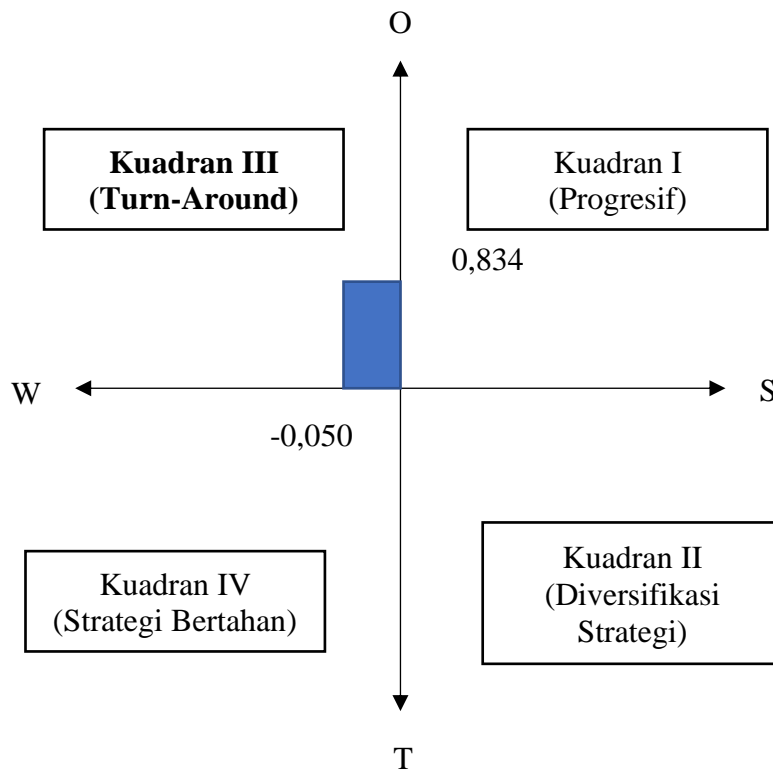 O
Kuadran III
(Turn-Around)
Kuadran I
(Progresif)
0,834
W
S
-0,050
Kuadran IV
(Strategi Bertahan)
Kuadran II
(Diversifikasi
Strategi)
T